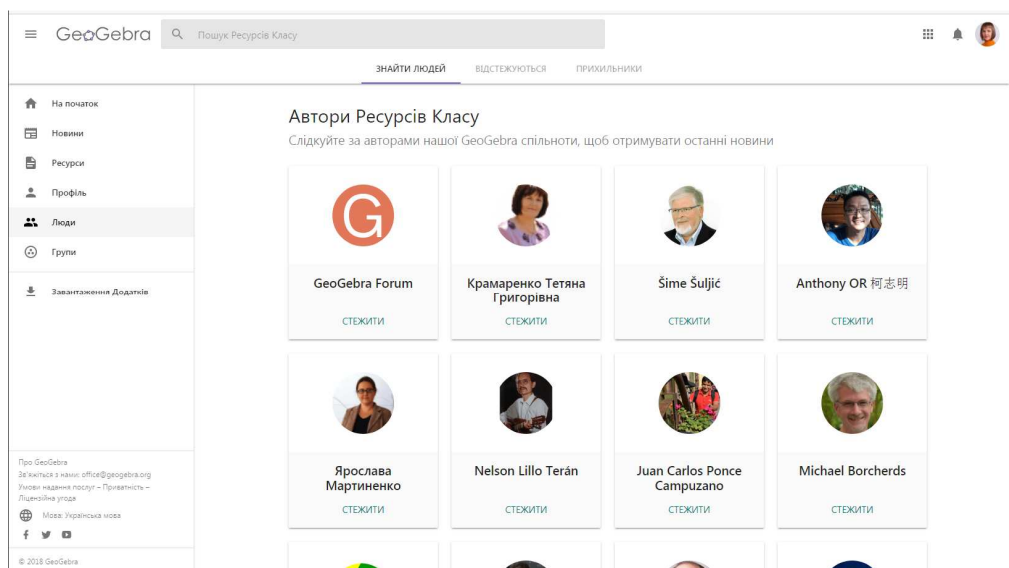 GeoGebra
Пошук Ресурсів Класу
ЗНАЙТИ ЛЮДЕЙ
ВІДСТЕЖУЮТЬСЯ
ПРИХИЛЬНИКИ
На початок
Новини
Ресурси
Профіль
Люди
Групи
Завантаження Додатків
Про GeoGebra
Зв'яжіться з нами: office@geogebra.org
Умови надання послуг – Приватність –
Ліцензійна угода
Мова: Українська мова
© 2018 GeoGebra
Автори Ресурсів Класу
Слідкуйте за авторами нашої GeoGebra спільноти, щоб отримувати останні новини
G
GeoGebra Forum
СТЕЖИТИ
Крамаренко Тетяна
Григорівна
СТЕЖИТИ
Šime Šuljić
СТЕЖИТИ
Anthony OR 柯志明
СТЕЖИТИ
Ярослава
Мартиненко
СТЕЖИТИ
Nelson Lillo Terán
СТЕЖИТИ
Juan Carlos Ponce
Campuzano
СТЕЖИТИ
Michael Borcherds
СТЕЖИТИ